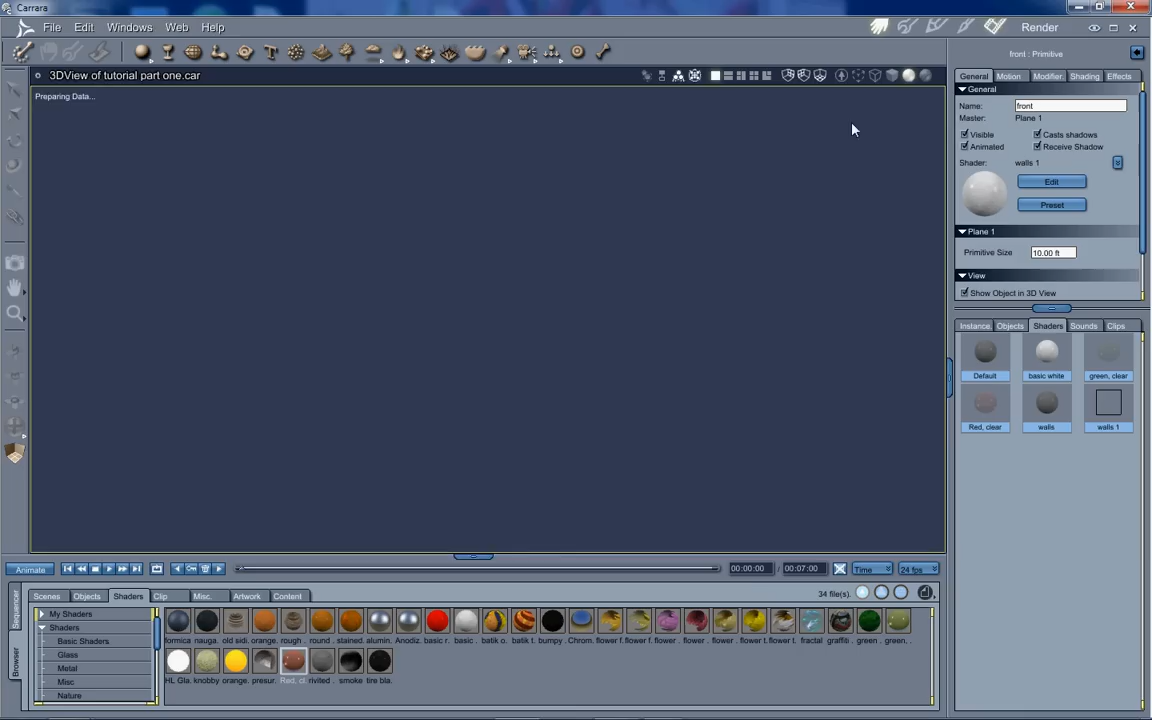 Carrara
File Edit Windows View Help Render
3DView of tutorial part one.car
Preparing Data...
front : Primitive
General Motion Modifier. Shading Effects
General
Name: front
Master: Plane 1
Visible Casts shadows
Animated Receive Shadow
Shader: walls 1
Edit
Preset
Plane 1
Primitive Size 10.00 ft
View
Show Object in 3D View
Instance. Objects Shaders Sounds Clips
Default basic white green, clear
Red, clear walls walls 1
Animate 00:00:00 / 00:07:00 Time 24 fps
Sequencer
Browser
Scenes Objects Shaders Clip Misc. Artwork Content 34 file(s).
My Shaders
Shaders
Basic Shaders
Glass
Metal
Misc
Nature
formica nauga. old sidi. orange. rough . round . stained. alumin. Anodiz. basic r. basic . batik o. batik t. bumpy . Chrom. flower f. flower f. flower . flower . flower . flower t. fractal graffiti . green . green, .
HL Gla. knobby orange. presur. Red, cl. rivited . smoke tire bla.